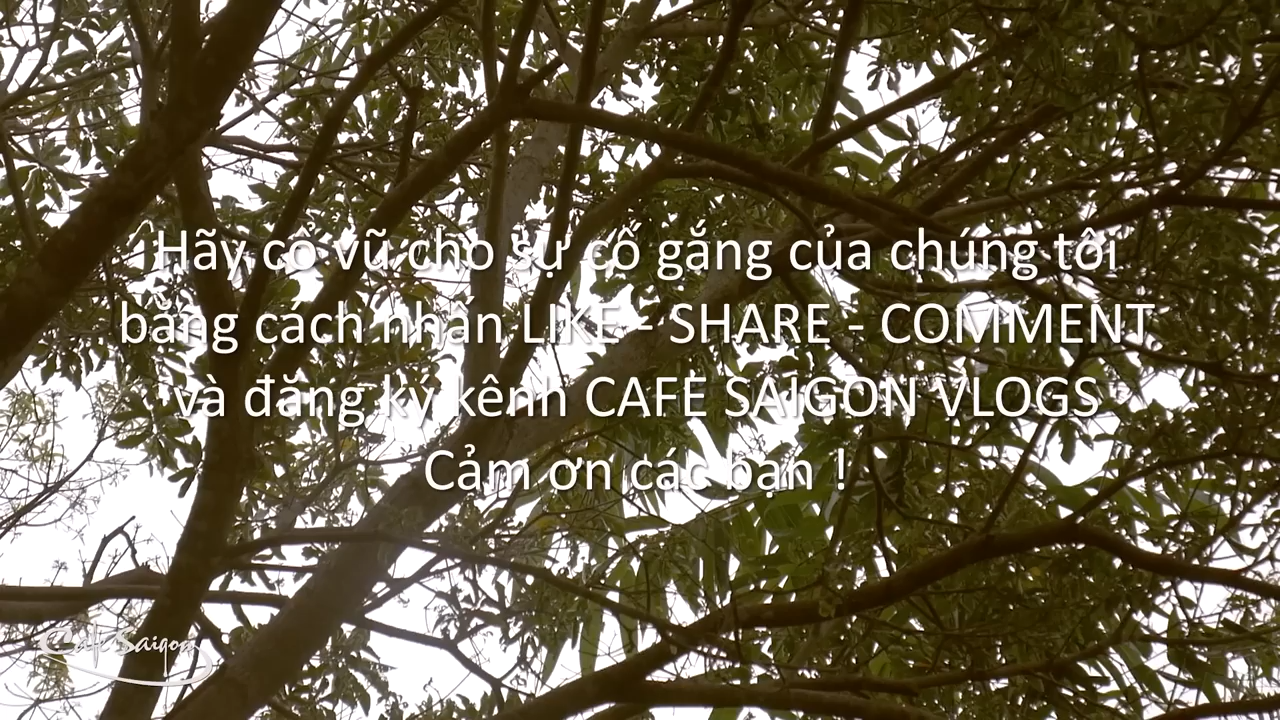 Hãy cổ vũ cho sự cố gắng của chúng tôi
bằng cách nhấn LIKE - SHARE - COMMENT
và đăng ký kênh CAFE SAIGON VLOGS
Cảm ơn các bạn !
Cafe Saigon